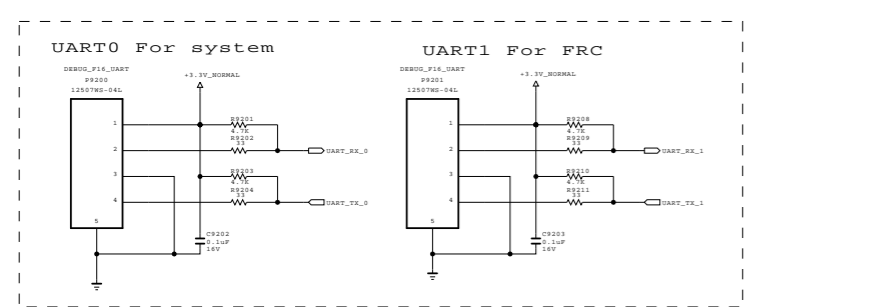 UART0 For system
DEBUG_F16_UART
P9200
12507WS-04L
+3.3V_NORMAL
1
R9201
4.7K
R9202
33
2
UART_RX_0
3
R9203
4.7K
R9204
33
4
UART_TX_0
5
C9202
0.1uF
16V
UART1 For FRC
DEBUG_F16_UART
P9201
12507WS-04L
+3.3V_NORMAL
1
R9208
4.7K
R9209
33
2
UART_RX_1
3
R9210
4.7K
R9211
33
4
UART_TX_1
5
C9203
0.1uF
16V